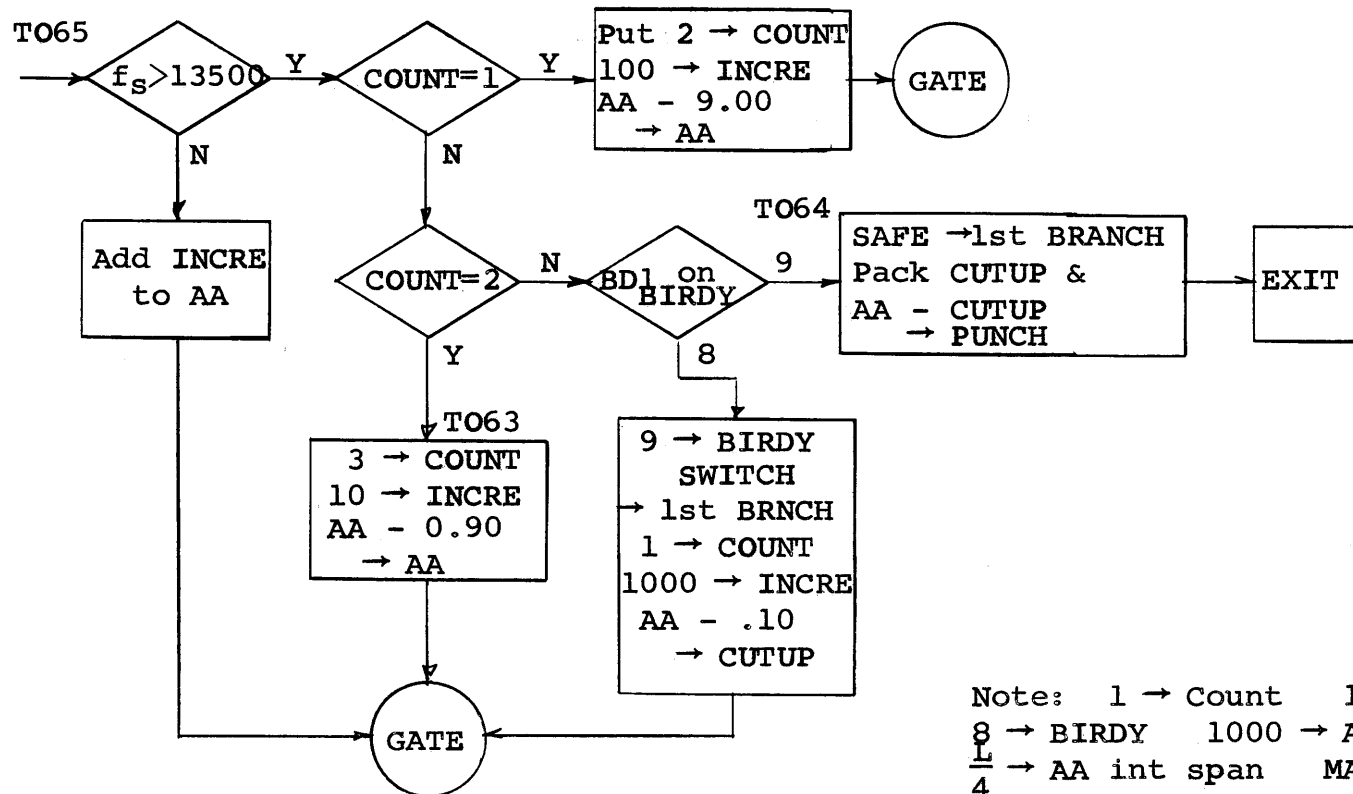 TO65
fs>13500
Y
COUNT=1
Y
Put 2 → COUNT
100 → INCRE
AA - 9.00
→ AA
GATE
N
N
Add INCRE
to AA
COUNT=2
N
BD1 on
BIRDY
9
TO64
SAFE →1st BRANCH
Pack CUTUP &
AA - CUTUP
→ PUNCH
EXIT
Y
8
TO63
3 → COUNT
10 → INCRE
AA - 0.90
→ AA
9 → BIRDY
SWITCH
→ 1st BRNCH
1 → COUNT
1000 → INCRE
AA - .10
→ CUTUP
GATE
Note: 1 → Count
8 → BIRDY 1000 →
L/4 → AA int span